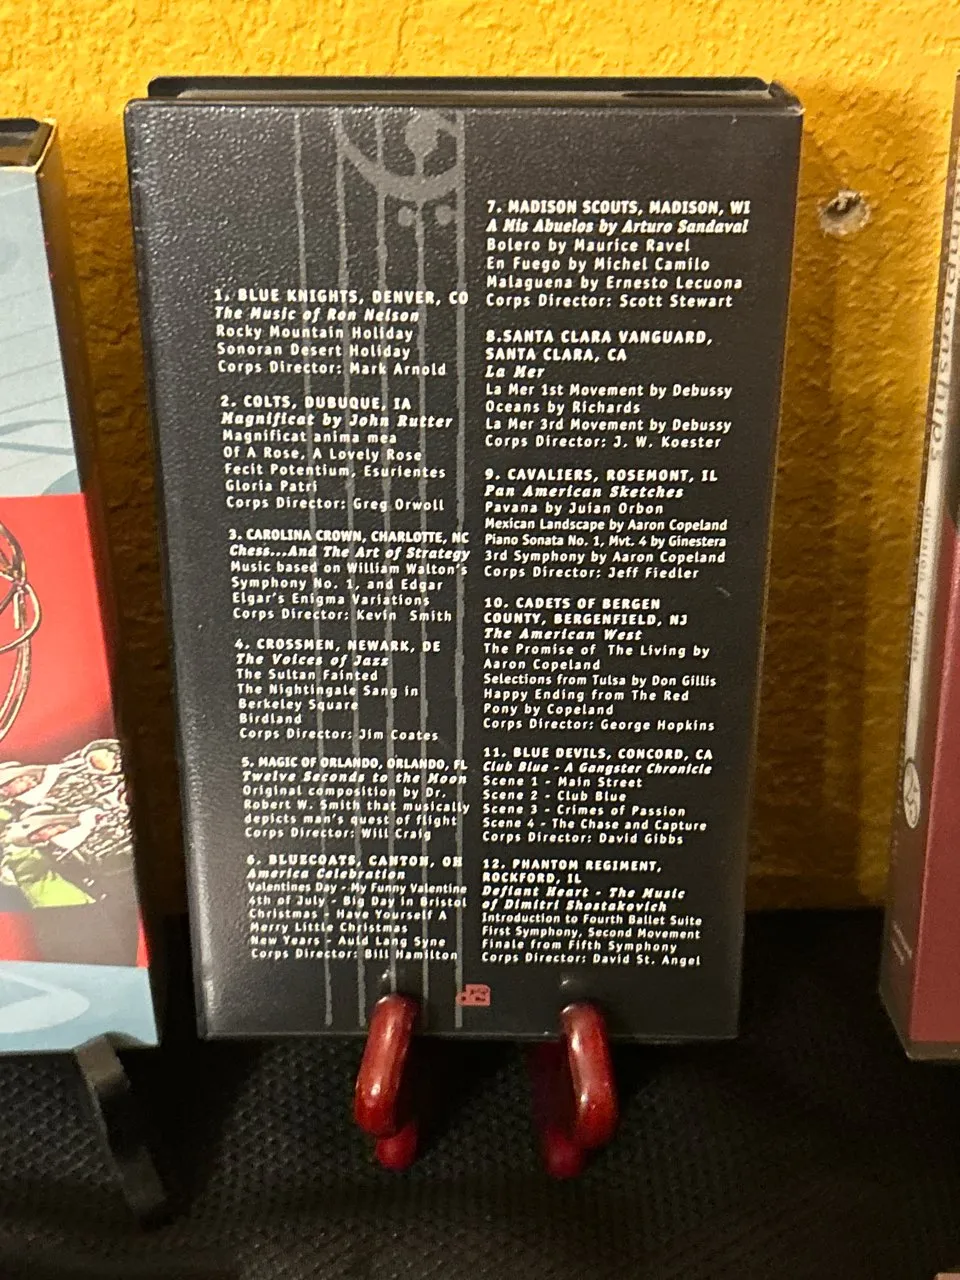 1. BLUE KNIGHTS, DENVER, CO
The Music of Ron Nelson
Rocky Mountain Holiday
Sonoran Desert Holiday
Corps Director: Mark Arnold
2. COLTS, DUBUQUE, IA
Magnificat by John Rutter
Magnificat anima mea
Of A Rose, A Lovely Rose
Fecit Potentium, Esurientes
Gloria Patri
Corps Director: Greg Orwoll
3. CAROLINA CROWN, CHARLOTTE, NC
Chess...And The Art of Strategy
Music based on William Walton's
Symphony No. 1, and Edgar
Elgar's Enigma Variations
Corps Director: Kevin Smith
4. CROSSMEN, NEWARK, DE
The Voices of Jazz
The Sultan Fainted
The Nightingale Sang in
Berkeley Square
Birdland
Corps Director: Jim Coates
5. MAGIC OF ORLANDO, ORLANDO, FL
Twelve Seconds to the Moon
Original composition by Dr.
Robert W. Smith that musically
depicts man's quest of flight
Corps Director: Will Craig
6. BLUECOATS, CANTON, OH
America Celebration
Valentines Day - My Funny Valentine
4th of July - Big Day In Bristol
Christmas - Have Yourself A
Merry Little Christmas
New Years - Auld Lang Syne
Corps Director: Bill Hamilton
7. MADISON SCOUTS, MADISON, WI
A Mis Abuelos by Arturo Sandaval
Bolero by Maurice Ravel
En Fuego by Michel Camilo
Malaguena by Ernesto Lecuona
Corps Director: Scott Stewart
8.SANTA CLARA VANGUARD,
SANTA CLARA, CA
La Mer
La Mer 1st Movement by Debussy
Oceans by Richards
La Mer 3rd Movement by Debussy
Corps Director: J. W. Koester
9. CAVALIERS, ROSEMONT, IL
Pan American Sketches
Pavana by Juian Orbon
Mexican Landscape by Aaron Copeland
Piano Sonata No. 1, Mvt. 4 by Ginestera
3rd Symphony by Aaron Copeland
Corps Director: Jeff Fiedler
10. CADETS OF BERGEN
COUNTY, BERGENFIELD, NJ
The American West
The Promise of The Living by
Aaron Copeland
Selections from Tulsa by Don Gillis
Happy Ending from The Red
Pony by Copeland
Corps Director: George Hopkins
11. BLUE DEVILS, CONCORD, CA
Club Blue - A Gangster Chronicle
Scene 1 - Main Street
Scene 2 - Club Blue
Scene 3 - Crimes of Passion
Scene 4 - The Chase and Capture
Corps Director: David Gibbs
12. PHANTOM REGIMENT,
ROCKFORD, IL
Defiant Heart - The Music
of Dimitri Shostakovich
Introduction to Fourth Ballet Suite
First Symphony, Second Movement
Finale from Fifth Symphony
Corps Director: David St. Angel